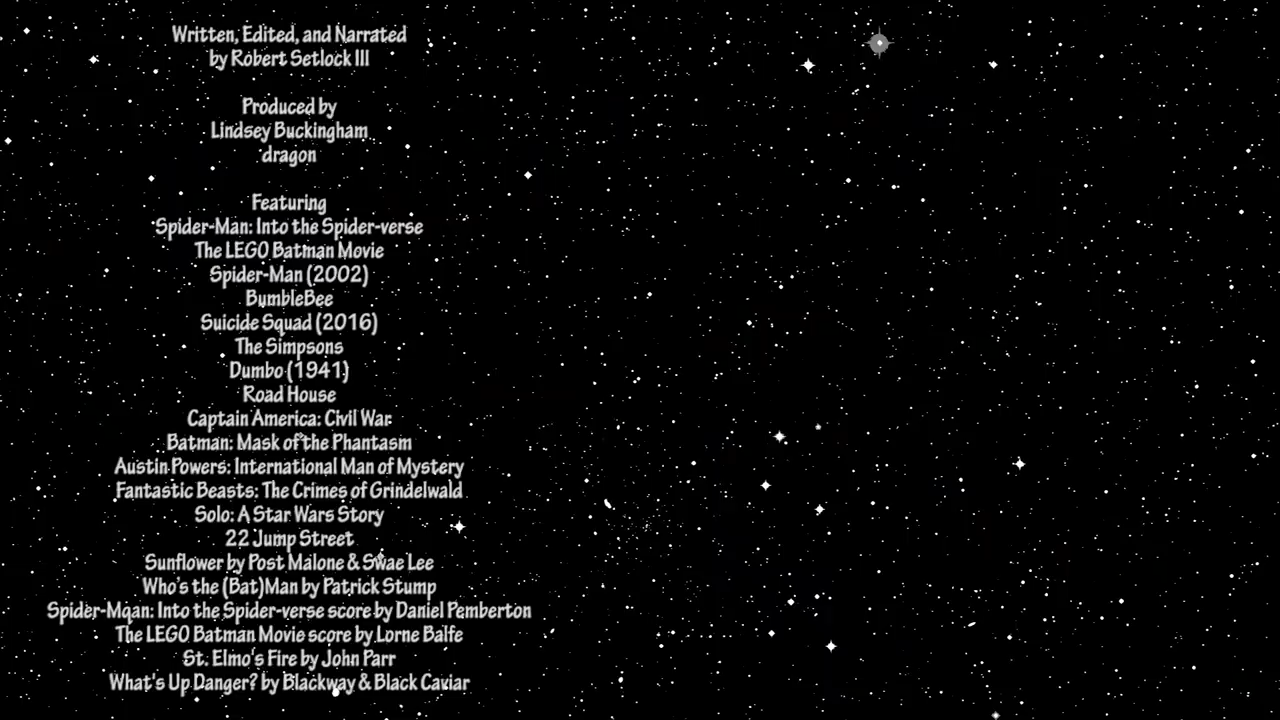 Written, Edited, and Narrated
by Robert Setlock III
Produced by
Lindsey Buckingham
dragon
Featuring
Spider-Man: Into the Spider-verse
The LEGO Batman Movie
Spider-Man (2002)
BumbleBee
Suicide Squad (2016)
The Simpsons
Dumbo (1941)
Road House
Captain America: Civil War
Batman: Mask of the Phantasm
Austin Powers: International Man of Mystery
Fantastic Beasts: The Crimes of Grindelwald
Solo: A Star Wars Story
22 Jump Street
Sunflower by Post Malone & Swae Lee
Who's the (Bat)Man by Patrick Stump
Spider-Mqan: Into the Spider-verse score by Daniel Pemberton
The LEGO Batman Movie score by Lorne Balfe
St. Elmo's Fire by John Parr
What's Up Danger? by Blackway & Black Caviar